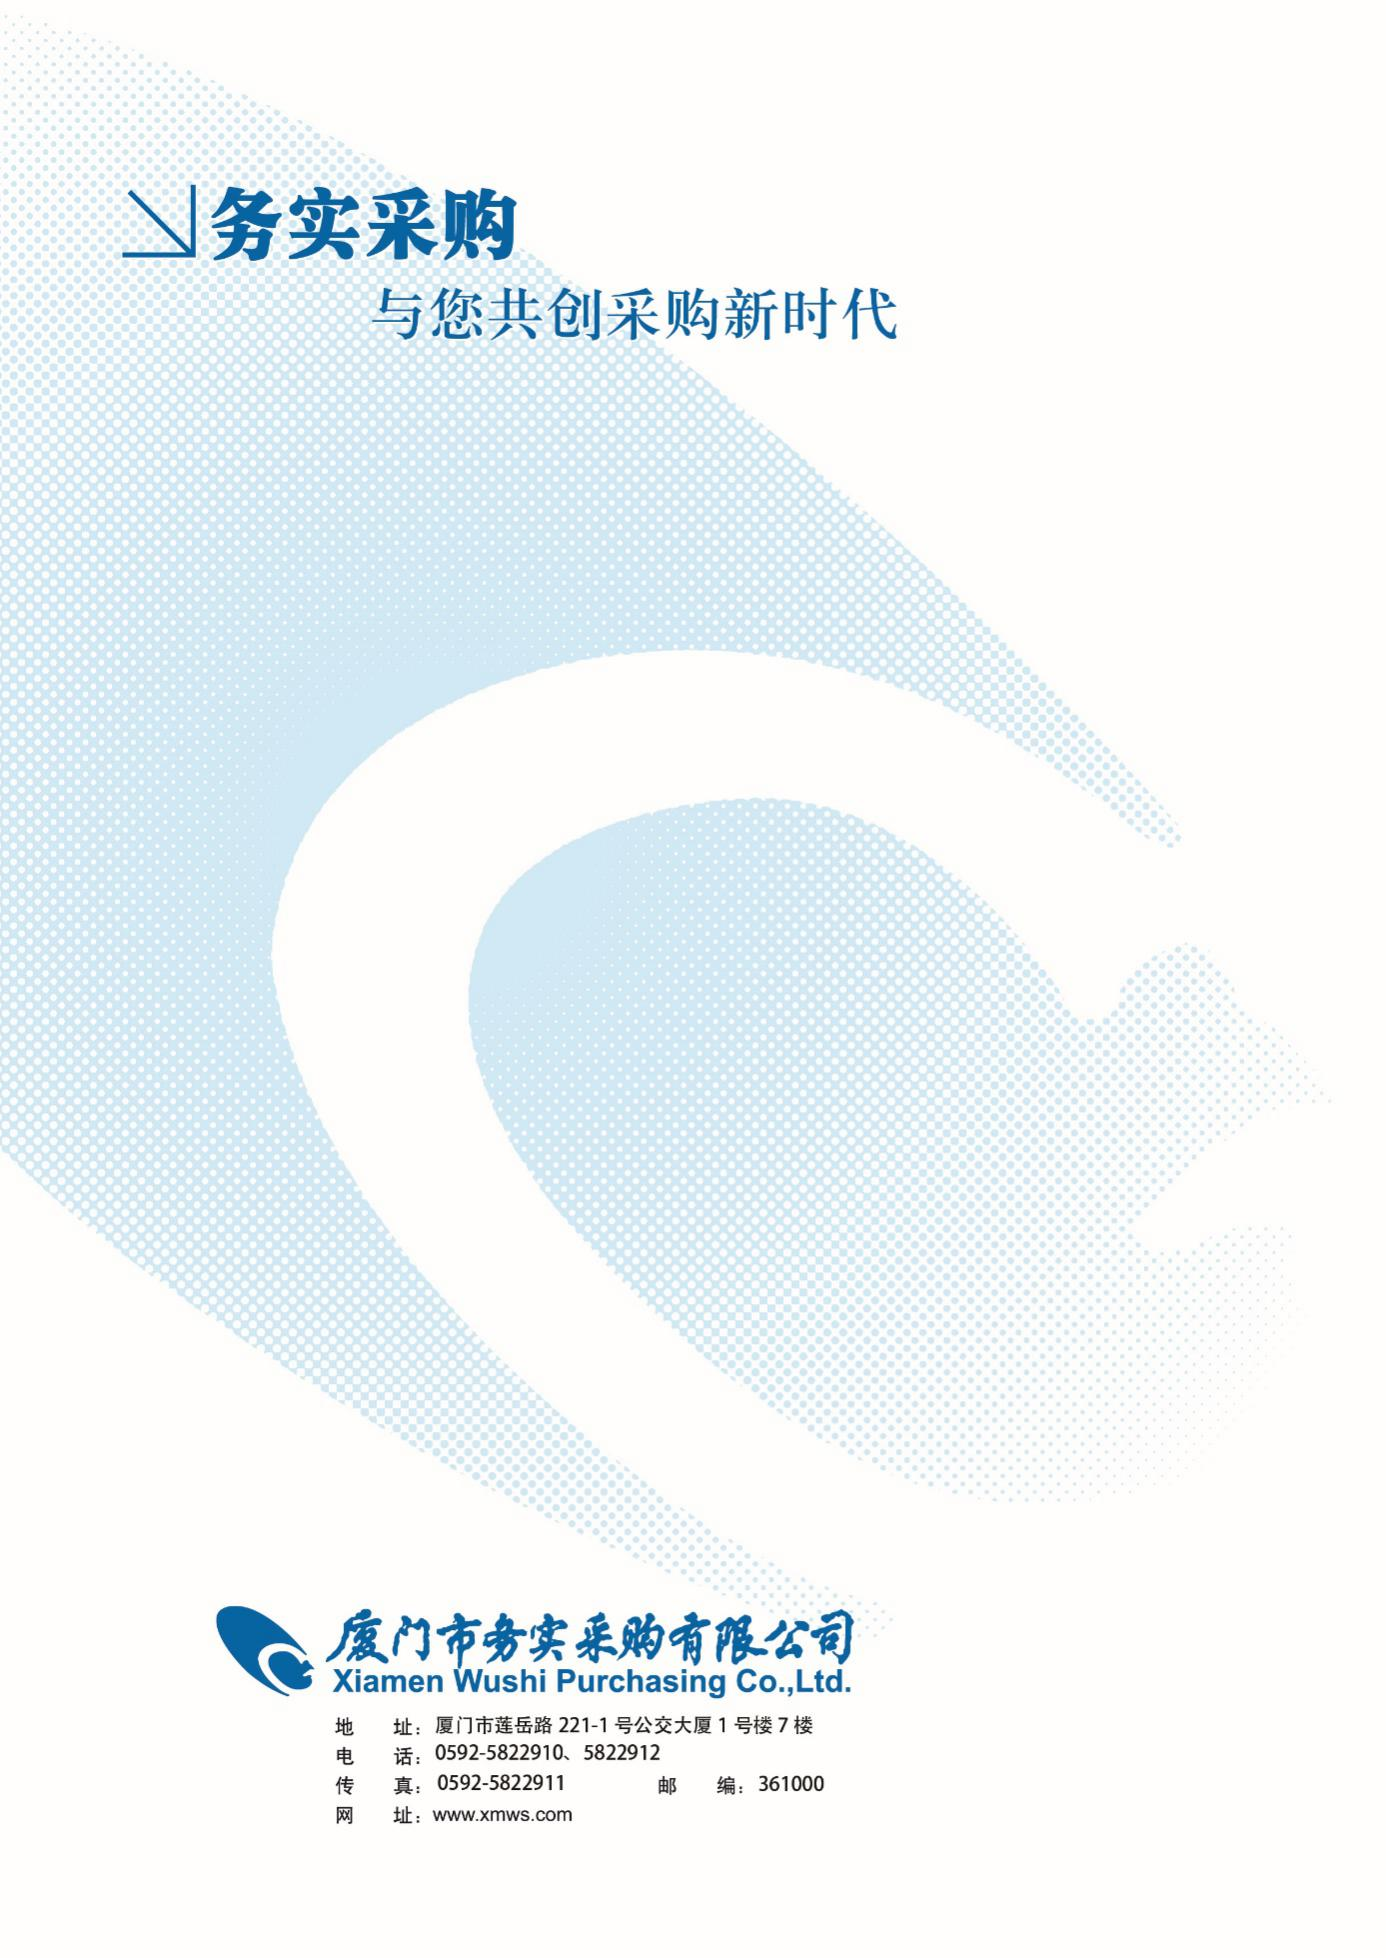 务实采购
与您共创采购新时代
厦门市务实采购有限公司
Xiamen Wushi Purchasing Co.,Ltd.
地 址：厦门市莲岳路 221-1 号公交大厦 1 号楼 7 楼
电 话：0592-5822910、5822912
传 真：0592-5822911 邮 编：361000
网 址：www.xmws.com